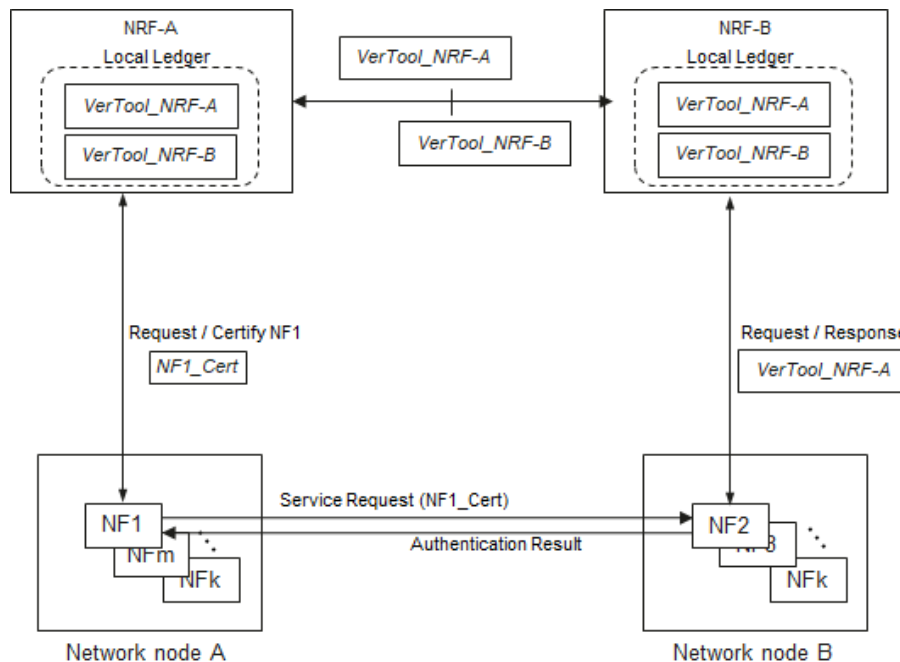 NRF-A
Local Ledger
VerTool_NRF-A
VerTool_NRF-B
VerTool_NRF-A
VerTool_NRF-B
NRF-B
Local Ledger
VerTool_NRF-A
VerTool_NRF-B
Request / Certify NF1
NF1_Cert
Request / Response
VerTool_NRF-A
Service Request (NF1_Cert)
Authentication Result
NF1
NFm
NFk
NF2
NFk
Network node A
Network node B